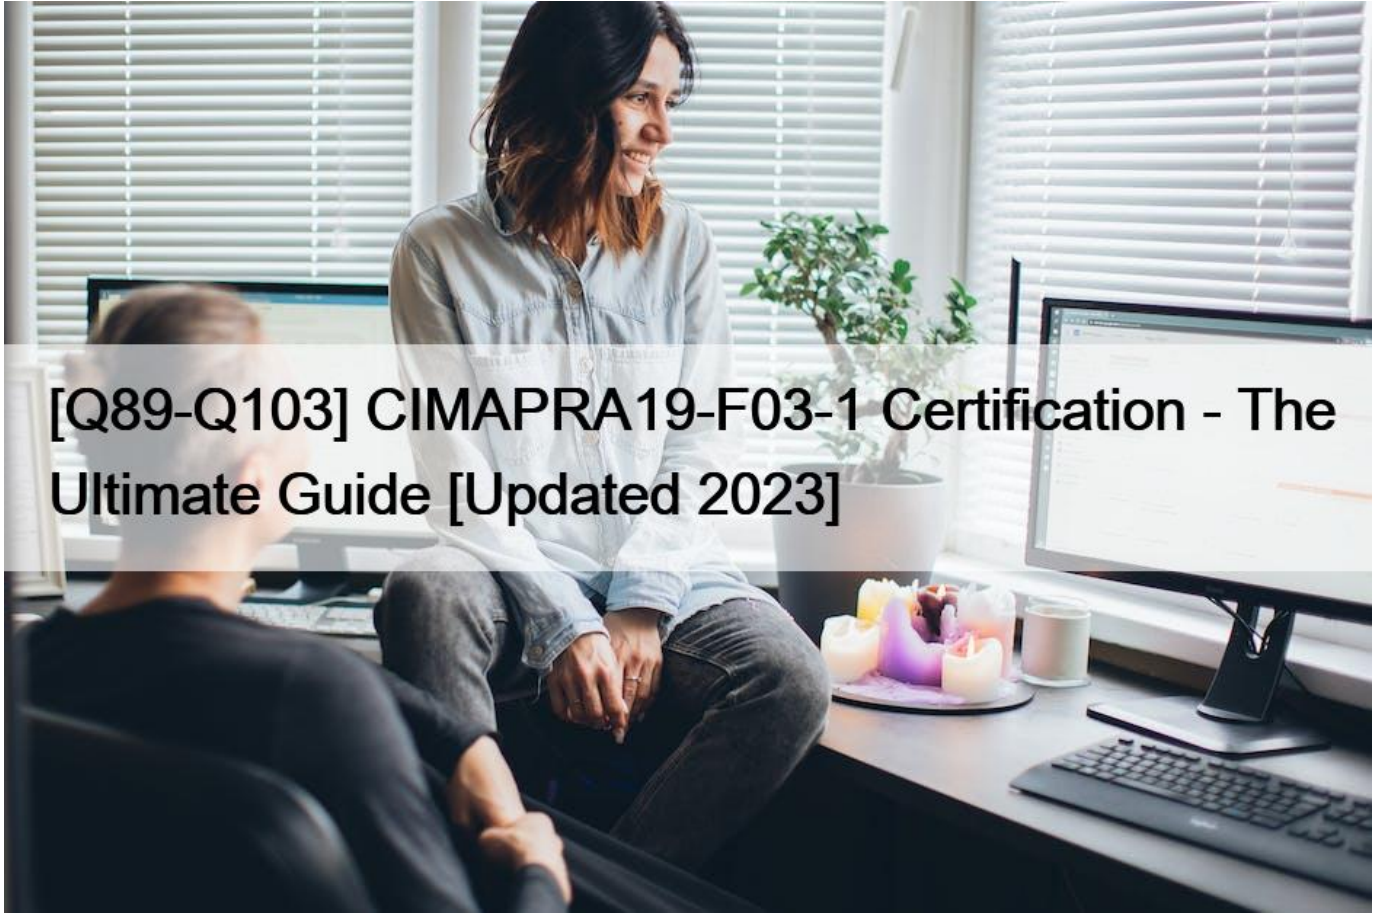 [Q89-Q103] CIMAPRA19-F03-1 Certification - The
Ultimate Guide [Updated 2023]